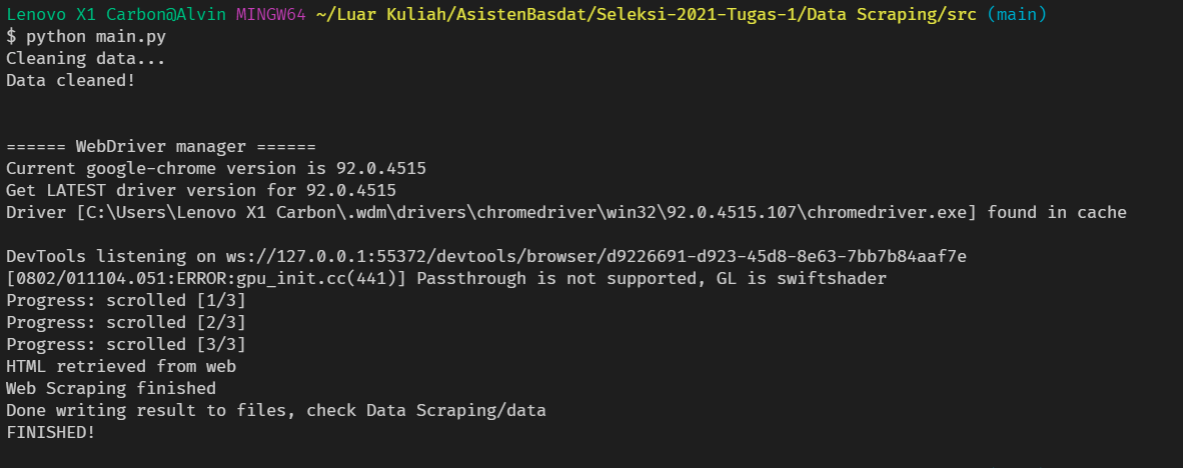 Lenovo X1 Carbon@Alvin MINGW64 ~/Luar Kuliah/AsistenBasdat/Seleksi-2021-Tugas-1/Data Scraping/src (main)
$ python main.py
Cleaning data...
Data cleaned!
====== WebDriver manager ======
Current google-chrome version is 92.0.4515
Get LATEST driver version for 92.0.4515
Driver [C:\Users\Lenovo X1 Carbon\.wdm\drivers\chromedriver\win32\92.0.4515.107\chromedriver.exe] found in cache
DevTools listening on ws://127.0.0.1:55372/devtools/browser/d9226691-d923-45d8-8e63-7bb7b84aaf7e
[0802/011104.051:ERROR:gpu_init.cc(441)] Passthrough is not supported, GL is swiftshader
Progress: scrolled [1/3]
Progress: scrolled [2/3]
Progress: scrolled [3/3]
HTML retrieved from web
Web Scraping finished
Done writing result to files, check Data Scraping/data
FINISHED!